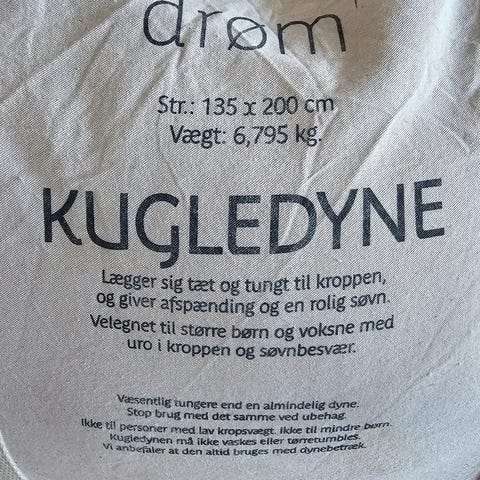 drøm
Str.: 135 x 200 cm
Vægt: 6,795 kg.
KUGLEDYNE
Lægger sig tæt og tungt til kroppen,
og giver afspænding og en rolig søvn.
Velegnet til større børn og voksne med
uro i kroppen og søvnbesvær.
Væsentlig tungere end en almindelig dyne.
Stop brug med det samme ved ubehag.
Ikke til personer med lav kropsvægt. Ikke til mindre børn.
Kugledynen må ikke vaskes eller tørretumbles.
Vi anbefaler at den altid bruges med dynebetræk.